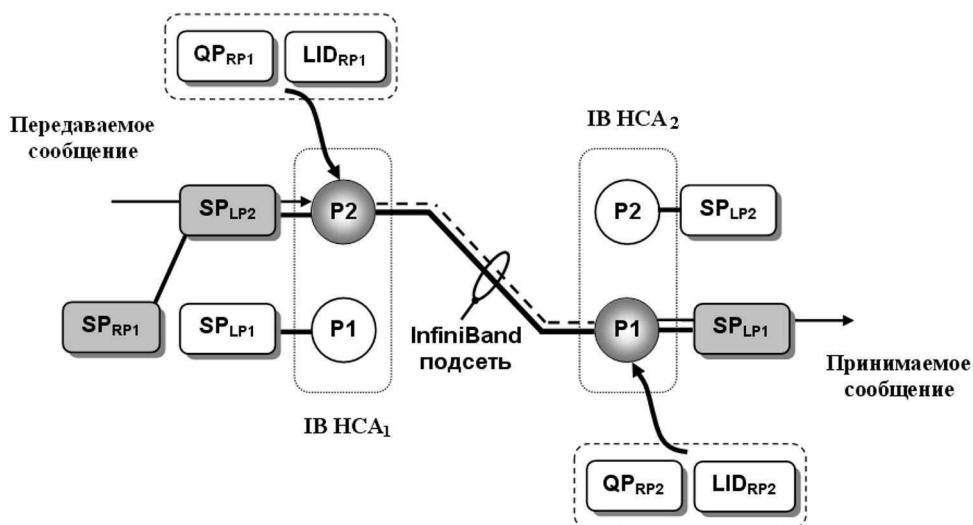 QPRP1
LIDRP1
Передаваемое
сообщение
IB HCA2
SPLP2
P2
P2
SPLP2
SPRP1
SPLP1
P1
InfiniBand
подсеть
P1
SPLP1
Принимаемое
сообщение
IB HCA1
QPRP2
LIDRP2